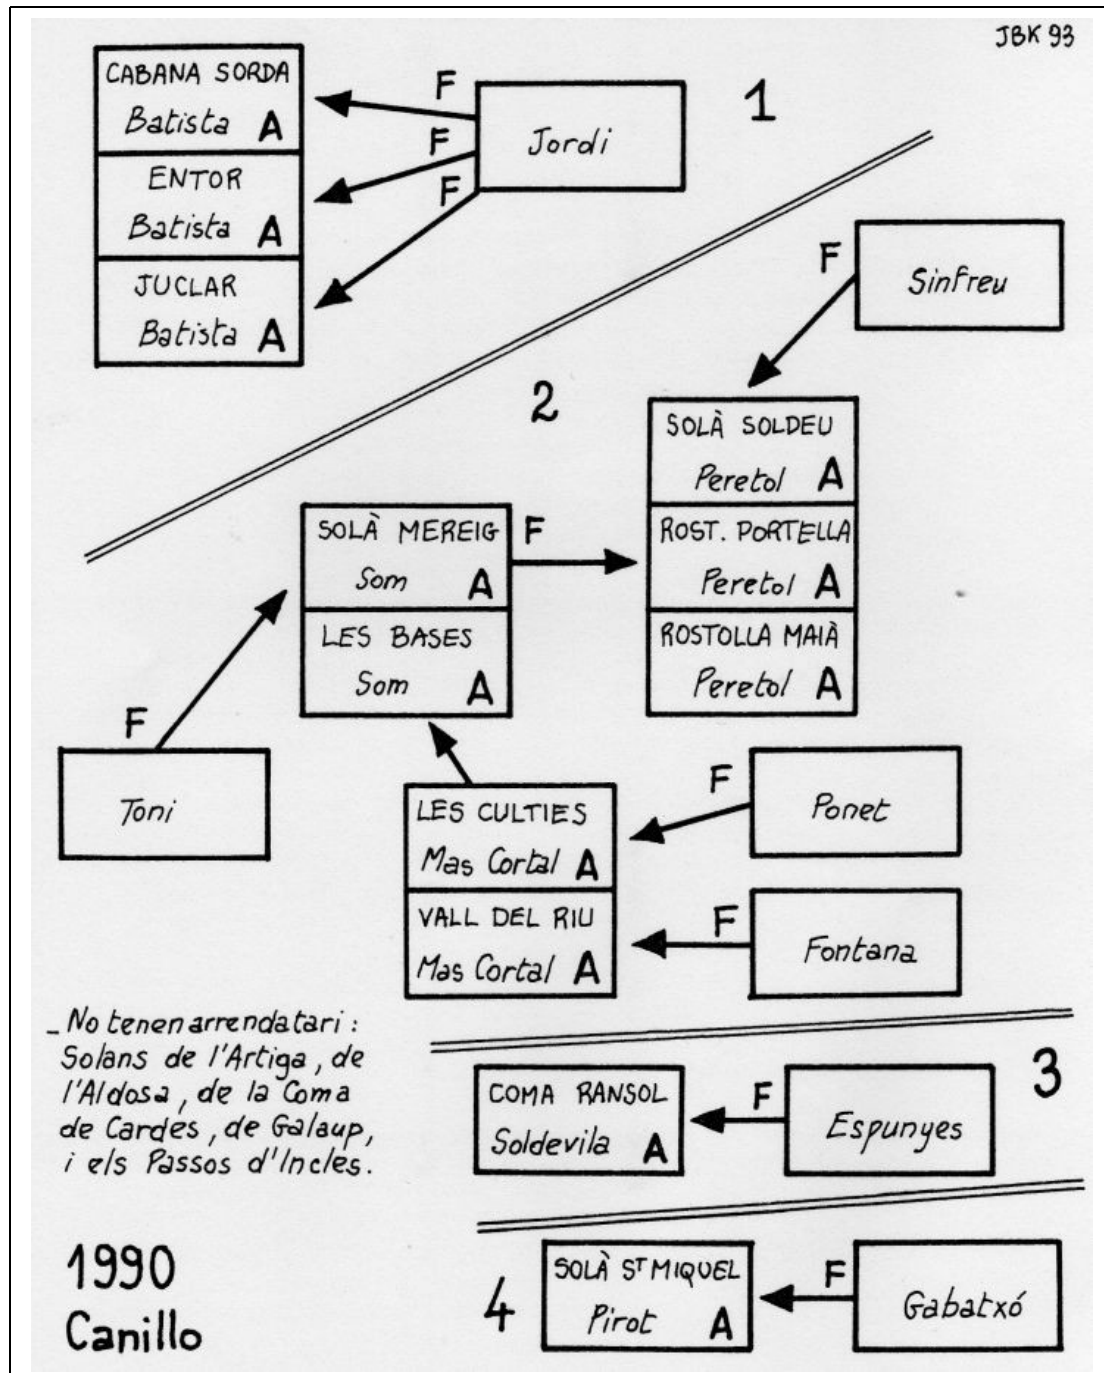 JBK 93
CABANA SORDA
Batista A
ENTOR
Batista A
JUCLAR
Batista A
F
F
F
Jordi
1
F
Sinfreu
2
SOLÀ SOLDEU
Peretol A
ROST. PORTELLA
Peretol A
ROSTOLLA MAIÀ
Peretol A
SOLÀ MEREIG
Som A
LES BASES
Som A
F
F
Toni
LES CULTIES
Mas Cortal A
VALL DEL RIU
Mas Cortal A
F
Ponet
F
Fontana
_ No tenen arrendatari :
Solans de l'Artiga, de
l'Aldosa, de la Coma
de Cardes, de Galaup,
i els Passos d'Incles.
3
COMA RANSOL
Soldevila A
F
Espunyes
4
SOLÀ ST MIQUEL
Pirot A
F
Gabatxó
1990
Canillo